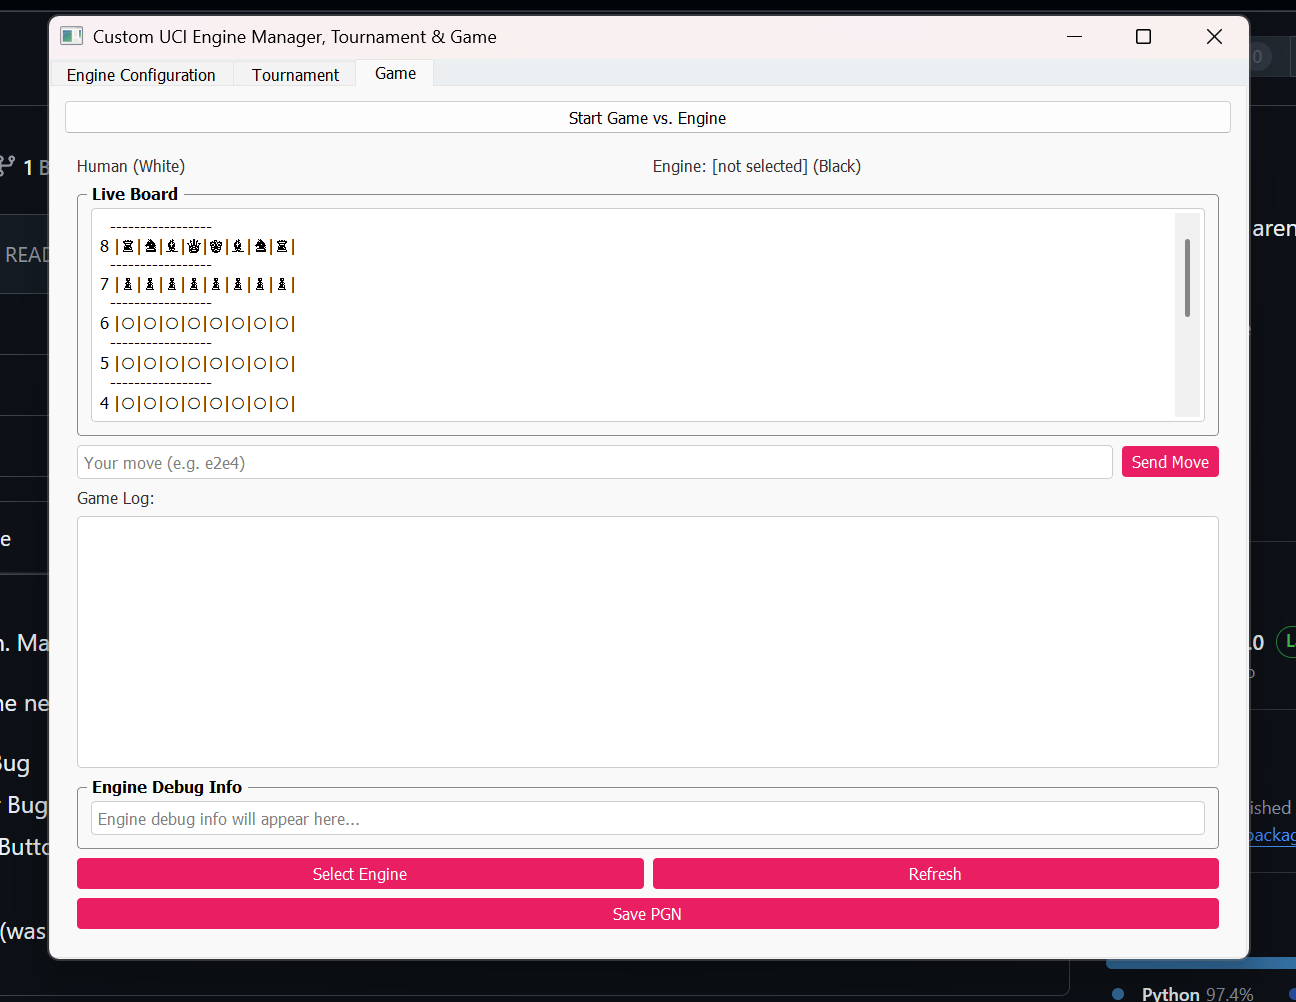 Custom UCI Engine Manager, Tournament & Game
Engine Configuration
Tournament
Game
0
Start Game vs. Engine
1 B
Human (White)
Engine: [not selected] (Black)
Live Board
-----------------
8 |♜|♞|♝|♛|♚|♝|♞|♜|
-----------------
7 |♟|♟|♟|♟|♟|♟|♟|♟|
-----------------
6 |○|○|○|○|○|○|○|○|
-----------------
5 |○|○|○|○|○|○|○|○|
-----------------
4 |○|○|○|○|○|○|○|○|
READ
aren
Your move (e.g. e2e4)
Send Move
Game Log:
e
n. Ma
.0
he ne
Bug
Bug
ished
packag
Butto
Engine Debug Info
Engine debug info will appear here...
Select Engine
Refresh
Save PGN
(was
Python 97.4%